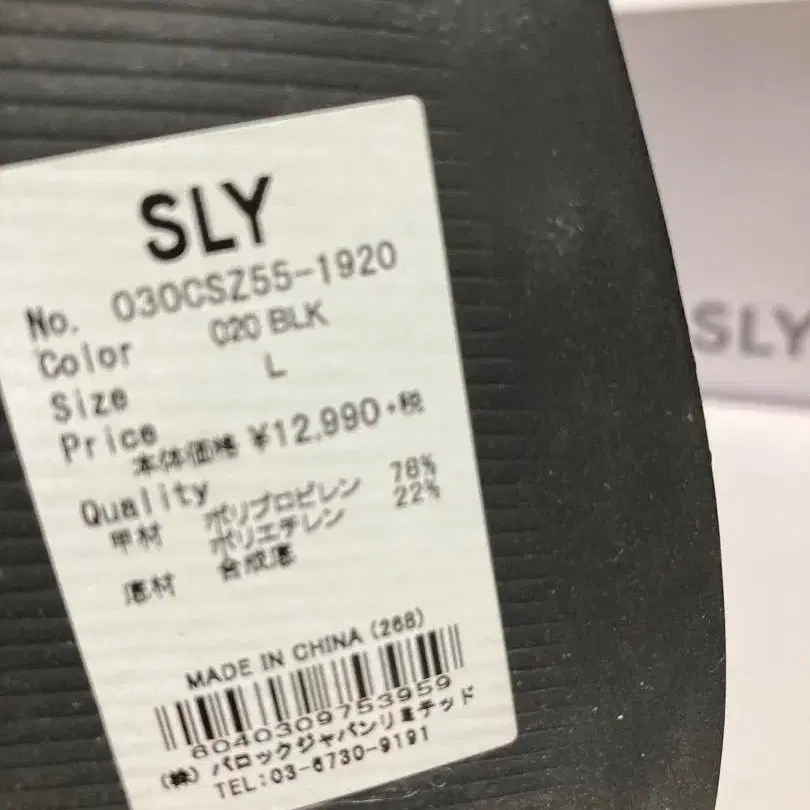 SLY
No. 030CSZ55-1920
Color 020 BLK
Size L
Price 本体価格 ¥12,990+税
Quality
甲材 ポリプロピレン 78%
ポリエチレン 22%
底材 合成底
MADE IN CHINA (268)
8040309753959
(株)バロックジャパンリミテッド
TEL:03-6730-9191
SLY